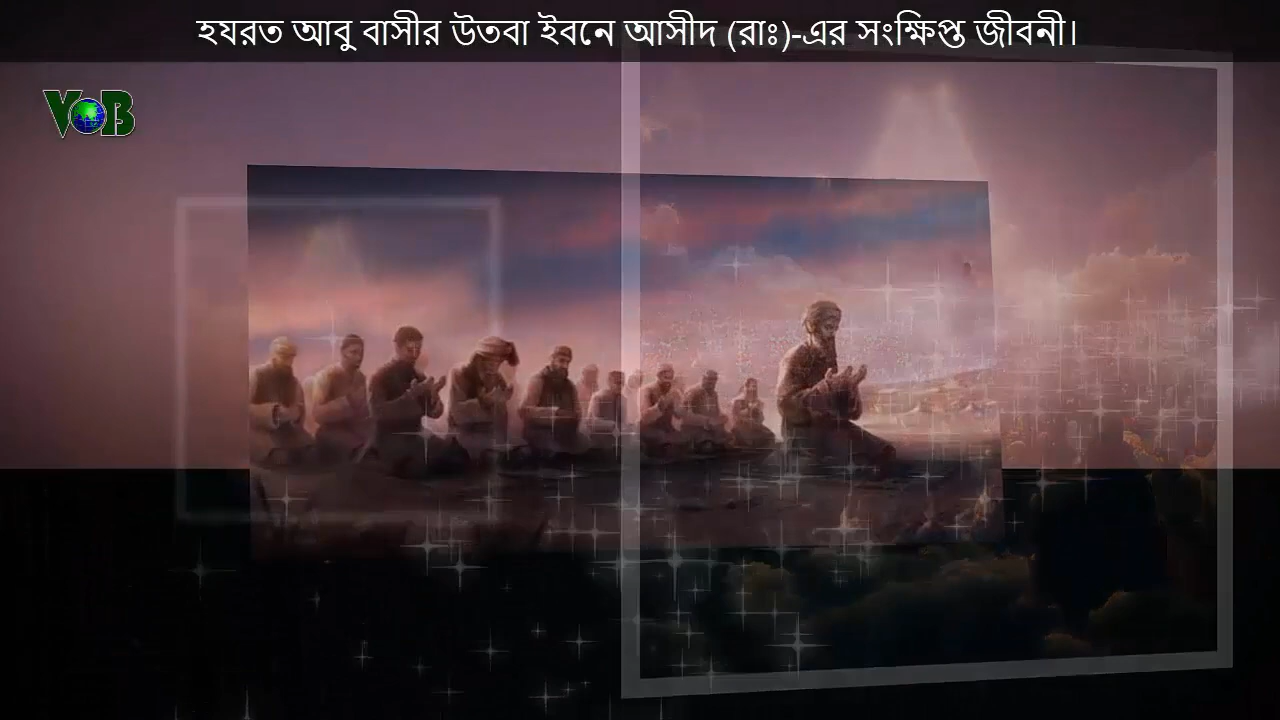 হযরত আবু বাসীর উতবা ইবনে আসীদ (রাঃ)-এর সংক্ষিপ্ত জীবনী।
VOB